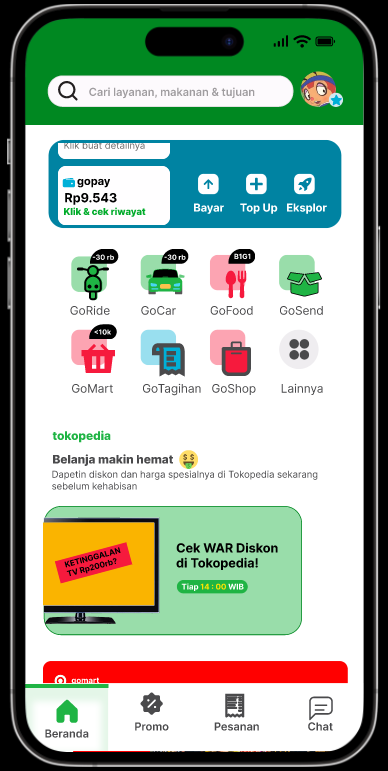 Cari layanan, makanan & tujuan
Klik buat detailnya
gopay
Rp9.543
Klik & cek riwayat
Bayar
Top Up
Eksplor
-30 rb
-30 rb
B1G1
GoRide
GoCar
GoFood
GoSend
<10k
GoMart
GoTagihan
GoShop
Lainnya
tokopedia
Belanja makin hemat
Dapetin diskon dan harga spesialnya di Tokopedia sekarang
sebelum kehabisan
KETINGGALAN
TV Rp200rb?
Cek WAR Diskon
di Tokopedia!
Tiap 14 : 00 WIB
gomart
Beranda
Promo
Pesanan
Chat